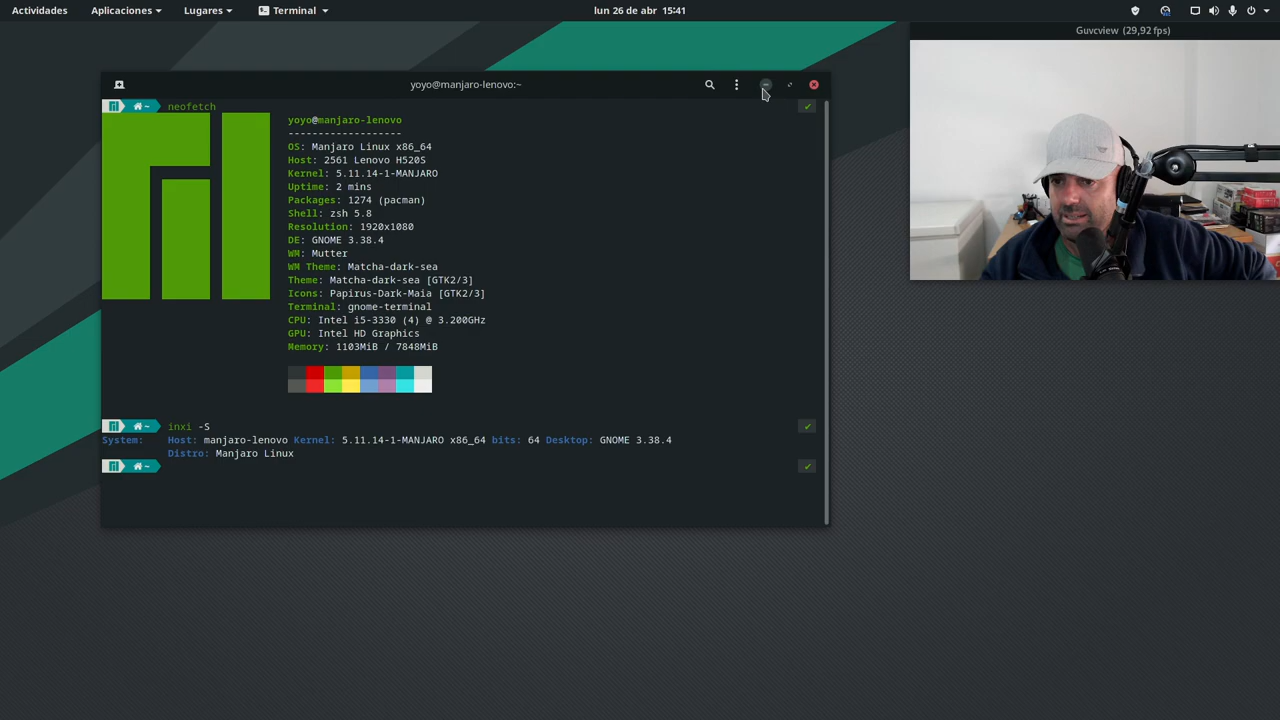 Actividades Aplicaciones Lugares Terminal lun 26 de abr 15:41
Guvcview (29,92 fps)
yoyo@manjaro-lenovo:~
~ neofetch
yoyo@manjaro-lenovo
-------------------
OS: Manjaro Linux x86_64
Host: 2561 Lenovo H520S
Kernel: 5.11.14-1-MANJARO
Uptime: 2 mins
Packages: 1274 (pacman)
Shell: zsh 5.8
Resolution: 1920x1080
DE: GNOME 3.38.4
WM: Mutter
WM Theme: Matcha-dark-sea
Theme: Matcha-dark-sea [GTK2/3]
Icons: Papirus-Dark-Maia [GTK2/3]
Terminal: gnome-terminal
CPU: Intel i5-3330 (4) @ 3.200GHz
GPU: Intel HD Graphics
Memory: 1103MiB / 7848MiB
~ inxi -S
System: Host: manjaro-lenovo Kernel: 5.11.14-1-MANJARO x86_64 bits: 64 Desktop: GNOME 3.38.4
Distro: Manjaro Linux
~